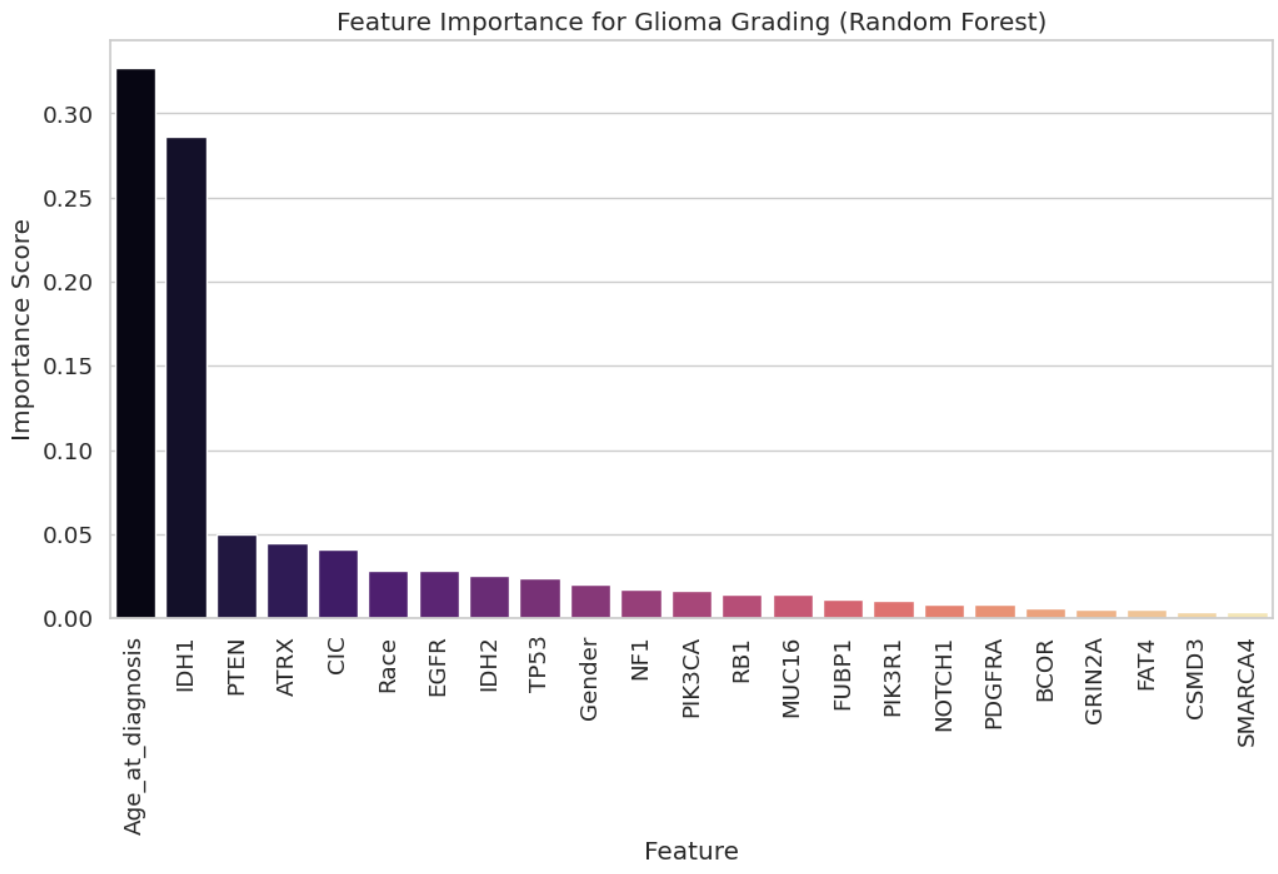 Feature Importance for Glioma Grading (Random Forest)
Importance Score
0.30
0.25
0.20
0.15
0.10
0.05
0.00
Age_at_diagnosis
IDH1
PTEN
ATRX
CIC
Race
EGFR
IDH2
TP53
Gender
NF1
PIK3CA
RB1
MUC16
FUBP1
PIK3R1
NOTCH1
PDGFRA
BCOR
GRIN2A
FAT4
CSMD3
SMARCA4
Feature